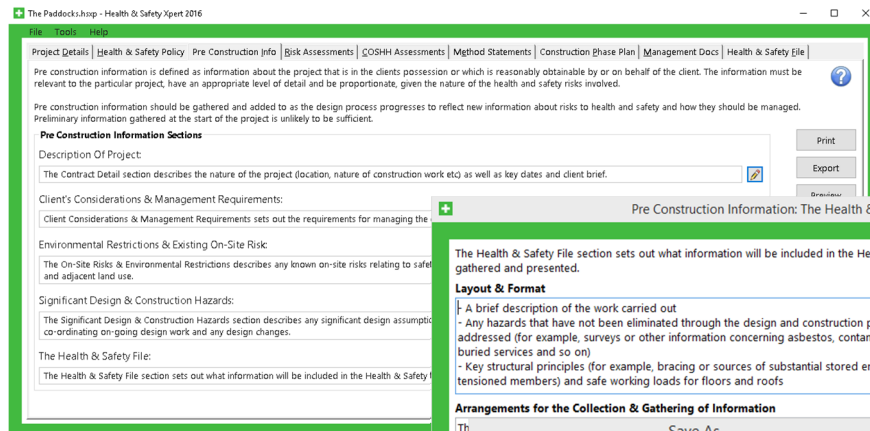 The Paddocks.hsxp - Health & Safety Xpert 2016
File Tools Help
Project Details Health & Safety Policy Pre Construction Info Risk Assessments COSHH Assessments Method Statements Construction Phase Plan Management Docs Health & Safety File
Pre construction information is defined as information about the project that is in the clients possession or which is reasonably obtainable by or on behalf of the client. The information must be
relevant to the particular project, have an appropriate level of detail and be proportionate, given the nature of the health and safety risks involved.
Pre construction information should be gathered and added to as the design process progresses to reflect new information about risks to health and safety and how they should be managed.
Preliminary information gathered at the start of the project is unlikely to be sufficient.
Pre Construction Information Sections
Print
Description Of Project:
Export
The Contract Detail section describes the nature of the project (location, nature of construction work etc) as well as key dates and client brief.
Preview
Client's Considerations & Management Requirements:
Client Considerations & Management Requirements sets out the requirements for managing the
Environmental Restrictions & Existing On-Site Risk:
The On-Site Risks & Environmental Restrictions describes any known on-site risks relating to
and adjacent land use.
Significant Design & Construction Hazards:
The Significant Design & Construction Hazards section describes any significant design
co-ordinating on-going design work and any design changes.
The Health & Safety File:
The Health & Safety File section sets out what information will be included in the Health & Safety
Pre Construction Information: The Health &
The Health & Safety File section sets out what information will be included in the
gathered and presented.
Layout & Format
- A brief description of the work carried out
- Any hazards that have not been eliminated through the design and construction
addressed (for example, surveys or other information concerning asbestos,
buried services and so on)
- Key structural principles (for example, bracing or sources of substantial stored
tensioned members) and safe working loads for floors and roofs
Arrangements for the Collection & Gathering of Information
Save As